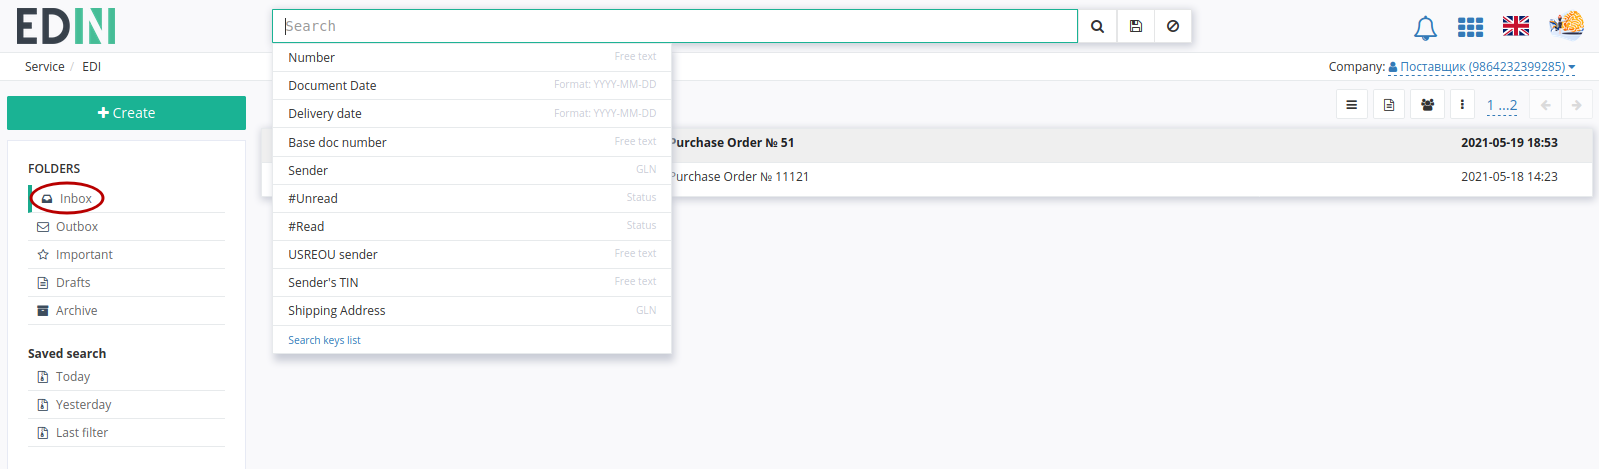 EDIN
Search
Service / EDI
Company: Поставщик (9864232399285)
Create
1 ...2
Number Free text
Document Date Format: YYYY-MM-DD
Delivery date Format: YYYY-MM-DD
Base doc number Free text
Sender GLN
#Unread Status
#Read Status
USREOU sender Free text
Sender's TIN Free text
Shipping Address GLN
Search keys list
Purchase Order № 51 2021-05-19 18:53
Purchase Order № 11121 2021-05-18 14:23
FOLDERS
Inbox
Outbox
Important
Drafts
Archive
Saved search
Today
Yesterday
Last filter